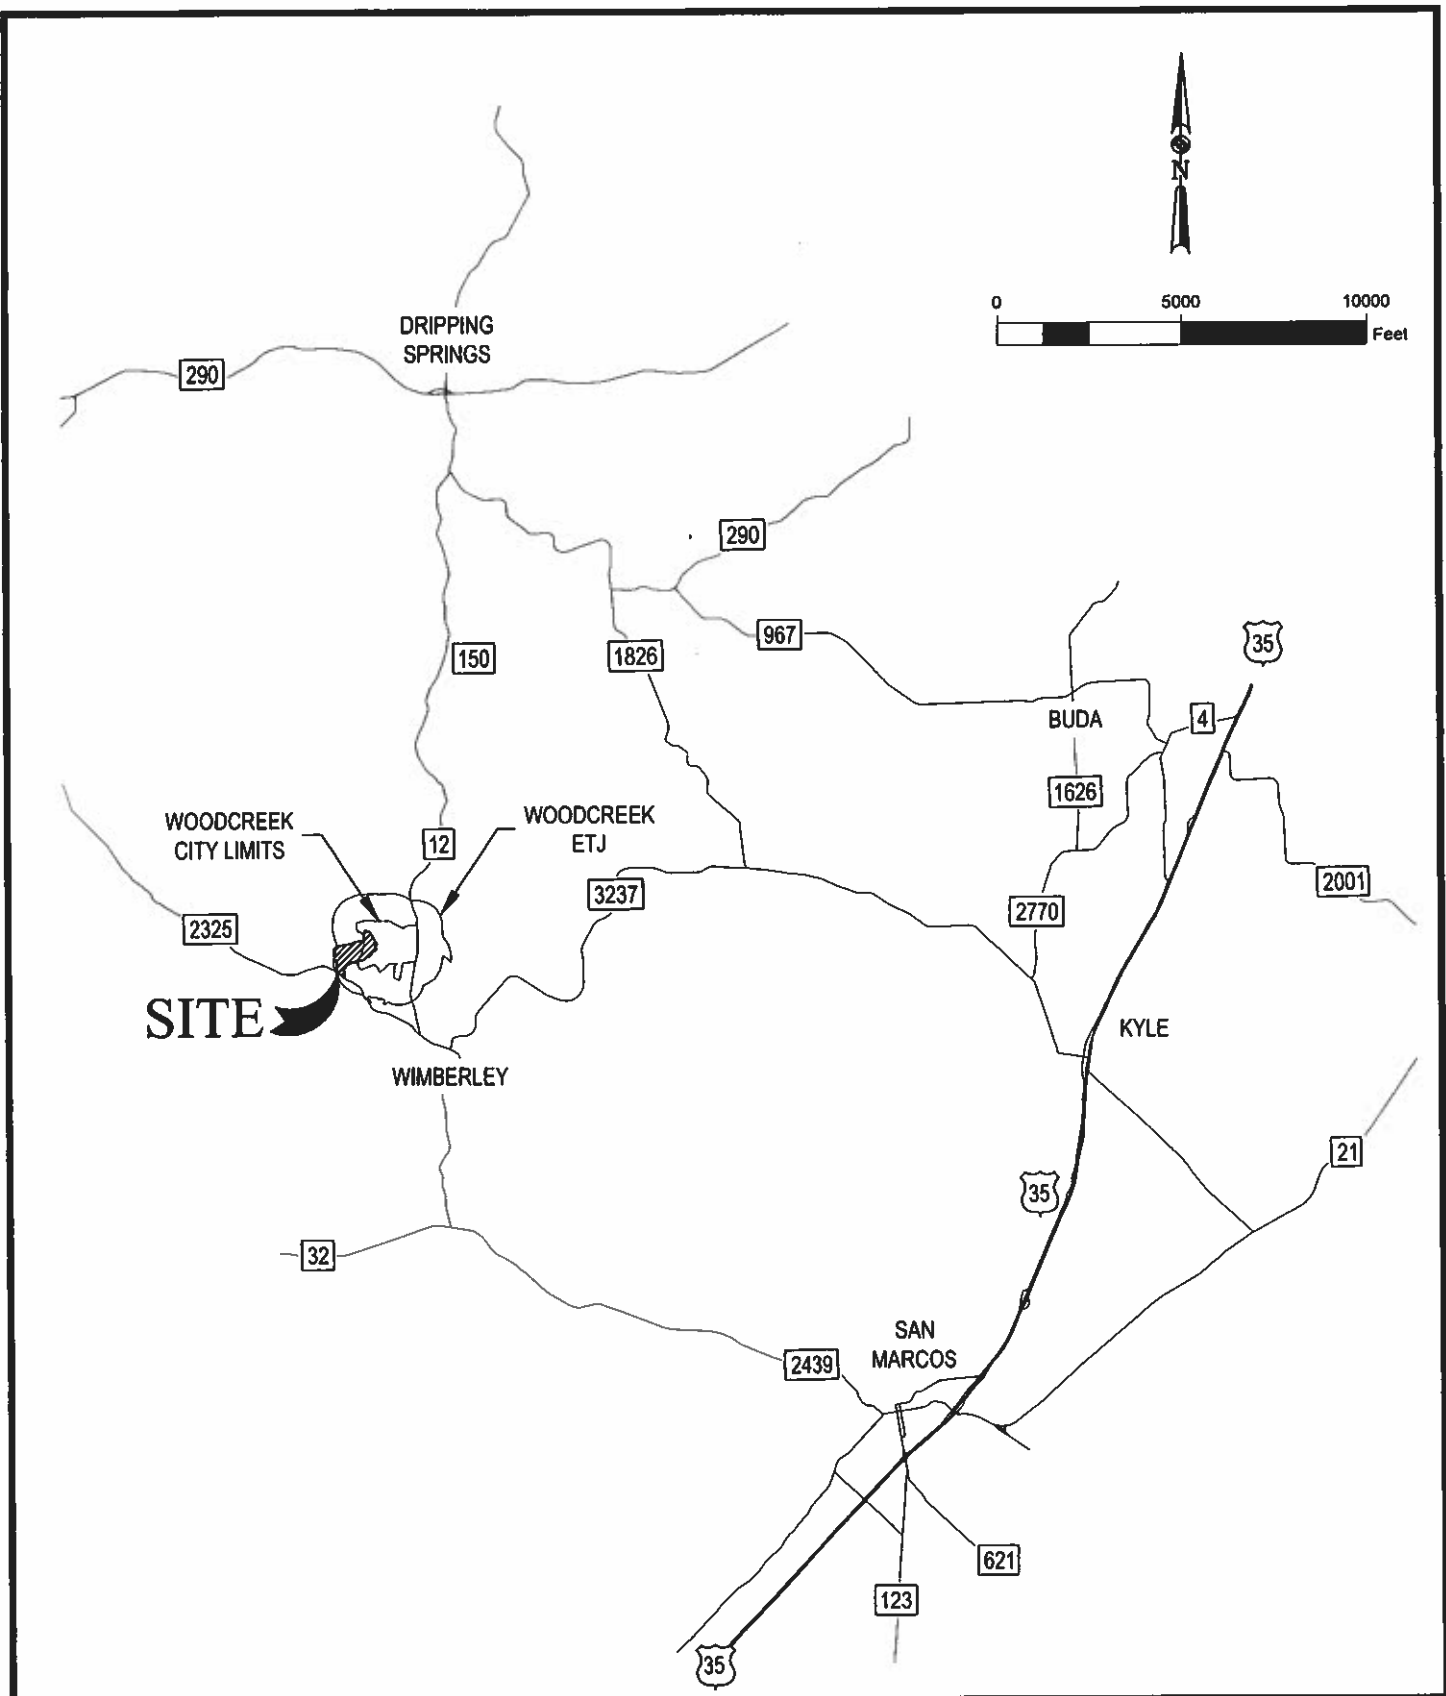 N
0 5000 10000
Feet
DRIPPING
SPRINGS
290
290
967
150
1826
35
BUDA
4
1626
WOODCREEK
CITY LIMITS
WOODCREEK
ETJ
12
3237
2001
2770
2325
SITE
KYLE
WIMBERLEY
21
35
32
SAN
MARCOS
2439
621
123
35